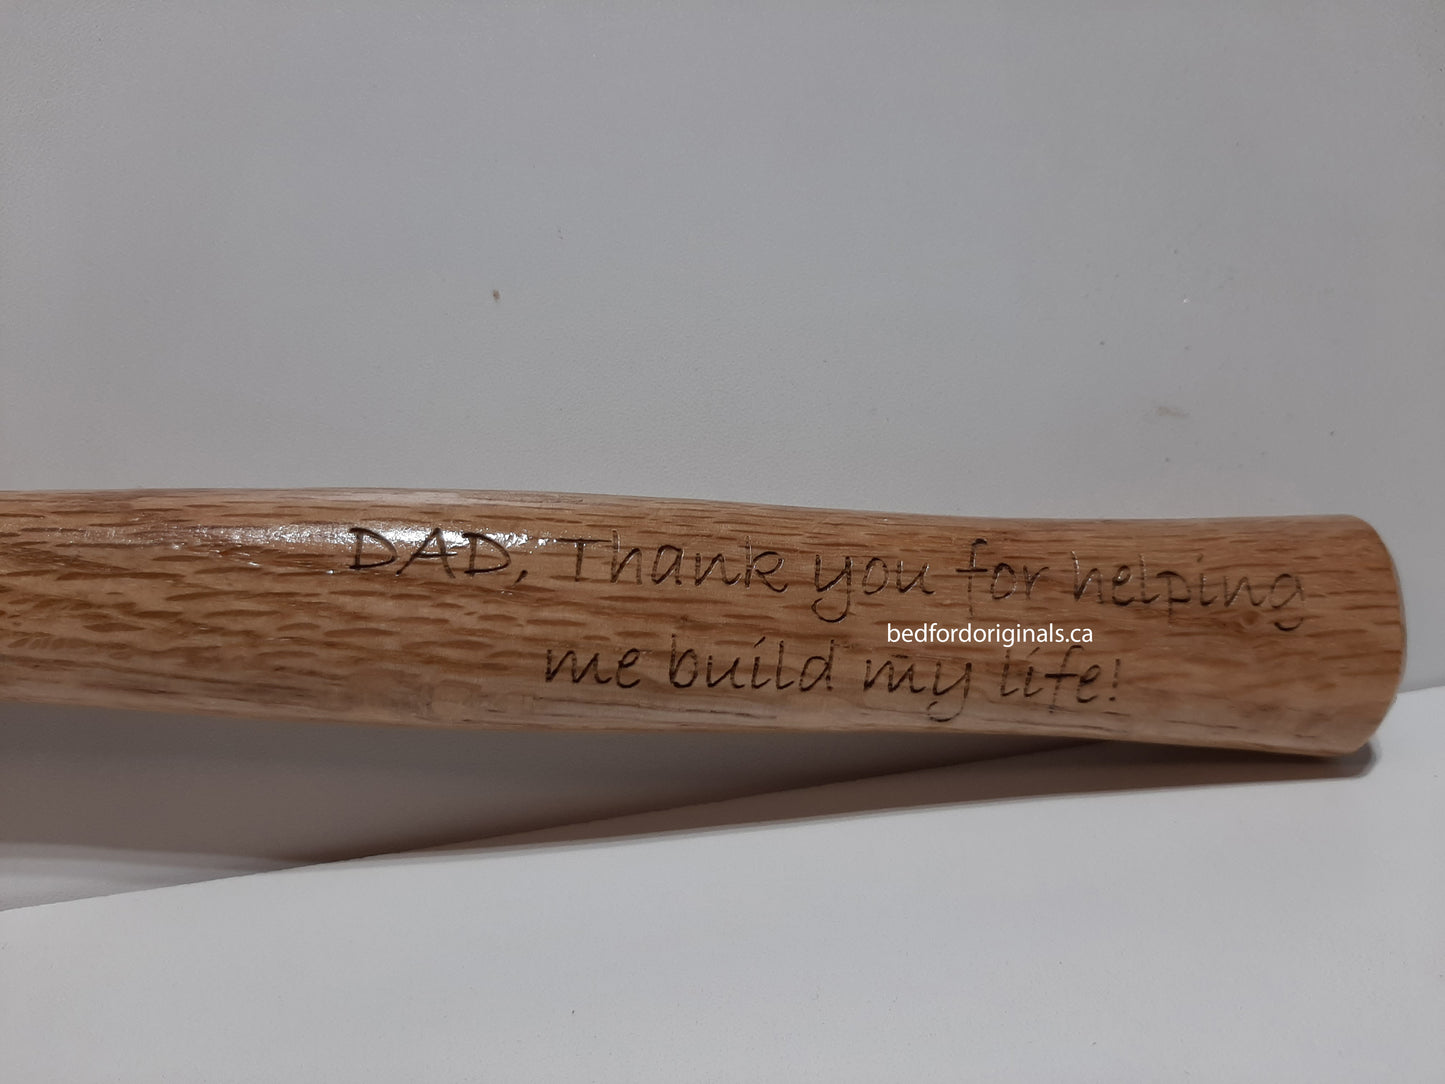 DAD, Thank you for helping
bedfordoriginals.ca
me build my life!